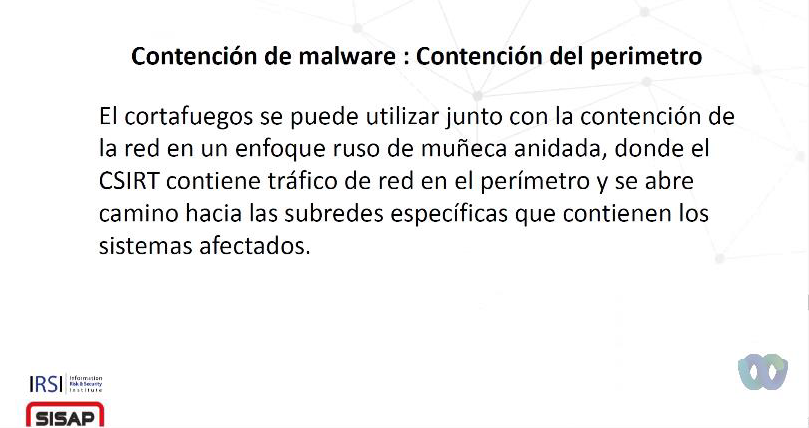 Contención de malware : Contención del perimetro
El cortafuegos se puede utilizar junto con la contención de
la red en un enfoque ruso de muñeca anidada, donde el
CSIRT contiene tráfico de red en el perímetro y se abre
camino hacia las subredes específicas que contienen los
sistemas afectados.
IRSI
Information
Risk & Security
Institute
SISAP